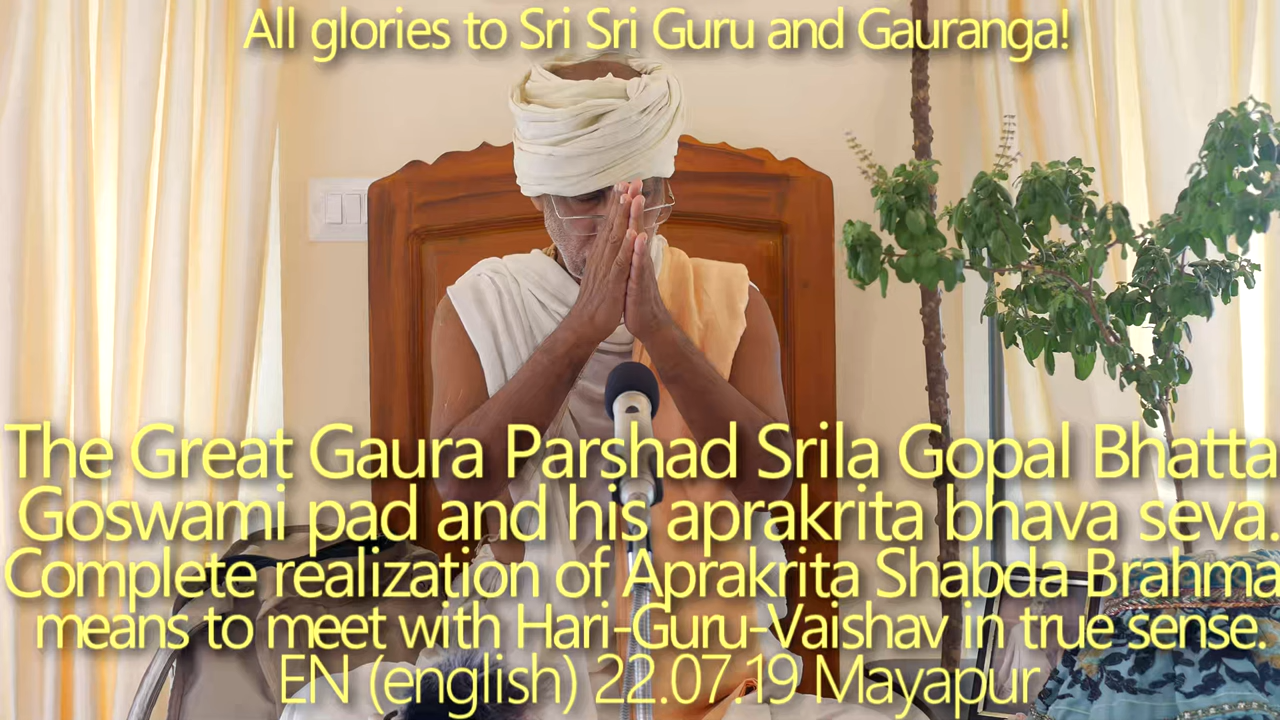 All glories to Sri Sri Guru and Gauranga!
The Great Gaura Parshad Srila Gopal Bhatta
Goswami pad and his aprakrita bhava seva.
Complete realization of Aprakrita Shabda Brahma
means to meet with Hari-Guru-Vaishav in true sense.
EN (english) 22.07.19 Mayapur